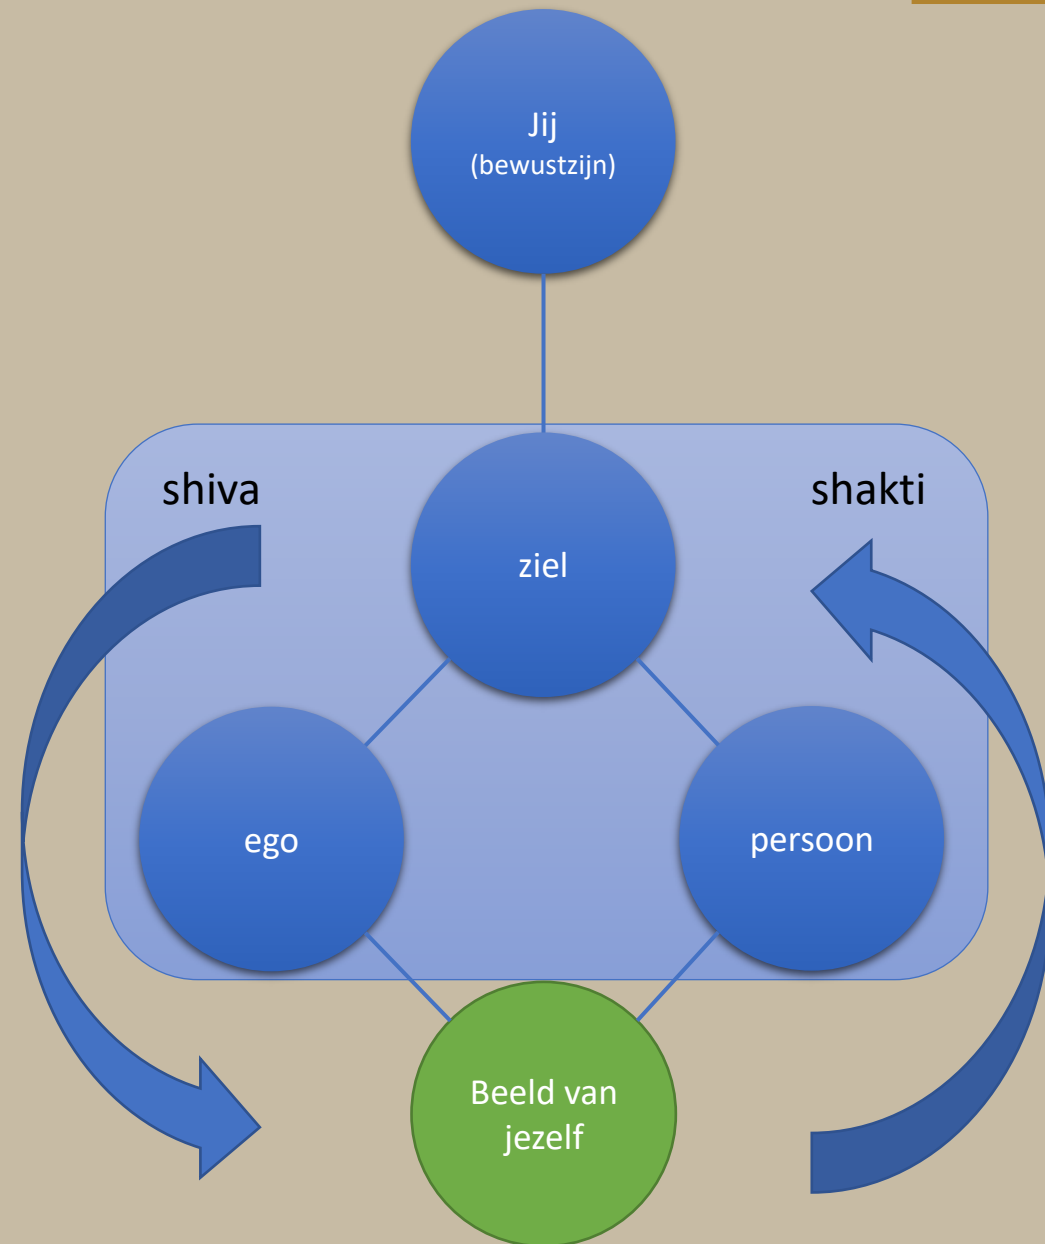 Jij
(bewustzijn)
shiva
shakti
ziel
ego
persoon
Beeld van
jezelf